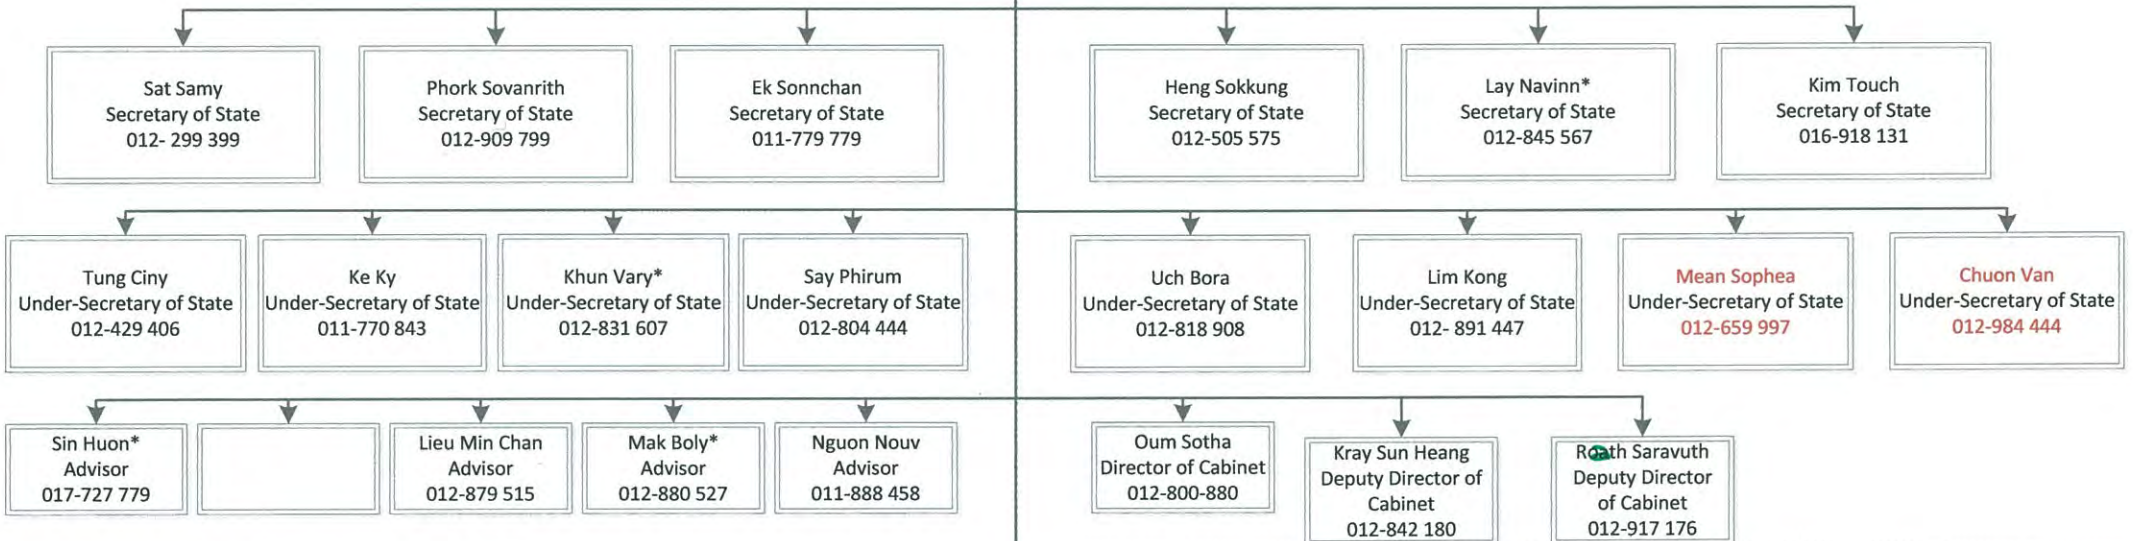 Sat Samy
Secretary of State
012- 299 399
Phork Sovanrith
Secretary of State
012-909 799
Ek Sonnchan
Secretary of State
011-779 779
Heng Sokkung
Secretary of State
012-505 575
Lay Navinn*
Secretary of State
012-845 567
Kim Touch
Secretary of State
016-918 131
Tung Ciny
Under-Secretary of State
012-429 406
Ke Ky
Under-Secretary of State
011-770 843
Khun Vary*
Under-Secretary of State
012-831 607
Say Phirum
Under-Secretary of State
012-804 444
Uch Bora
Under-Secretary of State
012-818 908
Lim Kong
Under-Secretary of State
012- 891 447
Mean Sophea
Under-Secretary of State
012-659 997
Chuon Van
Under-Secretary of State
012-984 444
Sin Huon*
Advisor
017-727 779
Lieu Min Chan
Advisor
012-879 515
Mak Boly*
Advisor
012-880 527
Nguon Nouv
Advisor
011-888 458
Oum Sotha
Director of Cabinet
012-800-880
Kray Sun Heang
Deputy Director of
Cabinet
012-842 180
Roath Saravuth
Deputy Director
of Cabinet
012-917 176